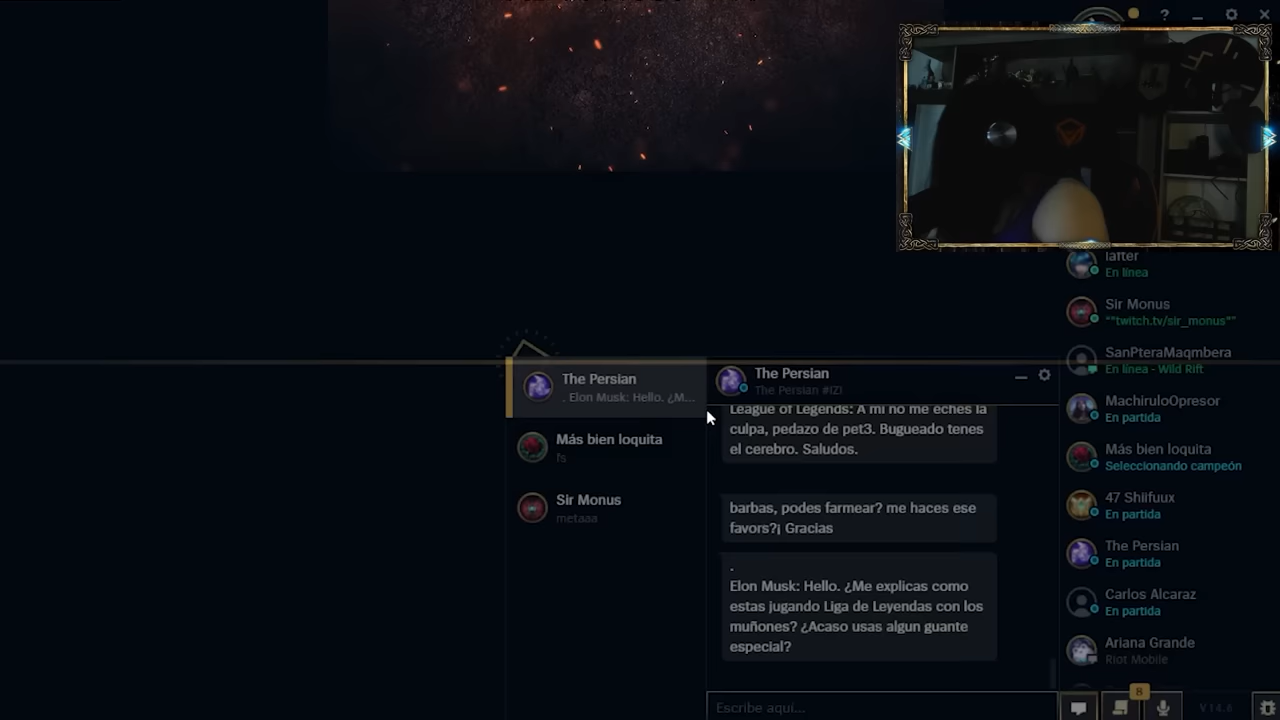 ?
lafter
En línea
Sir Monus
""twitch.tv/sir_monus""
SanPteraMaqmbera
En línea - Wild Rift
MachiruloOpresor
En partida
Más bien loquita
Seleccionando campeón
47 Shiifuux
En partida
The Persian
En partida
Carlos Alcaraz
En partida
Ariana Grande
Riot Mobile
The Persian
. Elon Musk: Hello. ¿M...
Más bien loquita
fs
Sir Monus
metaaa
The Persian
The Persian #IZI
League of Legends: A mi no me eches la
culpa, pedazo de pet3. Bugueado tenes
el cerebro. Saludos.
barbas, podes farmear? me haces ese
favors?¡ Gracias
.
Elon Musk: Hello. ¿Me explicas como
estas jugando Liga de Leyendas con los
muñones? ¿Acaso usas algun guante
especial?
Escribe aquí...
8
V14.6